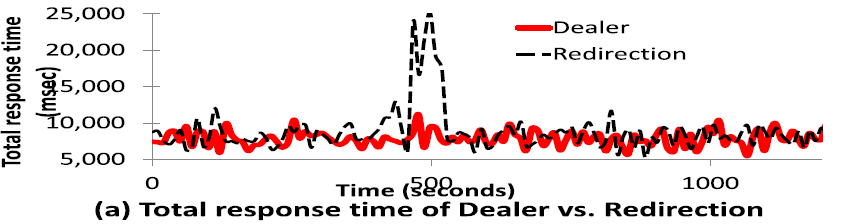 Total response time
(msec)
25,000
20,000
15,000
10,000
5,000
Dealer
Redirection
0
500
1000
Time (seconds)
(a) Total response time of Dealer vs. Redirection